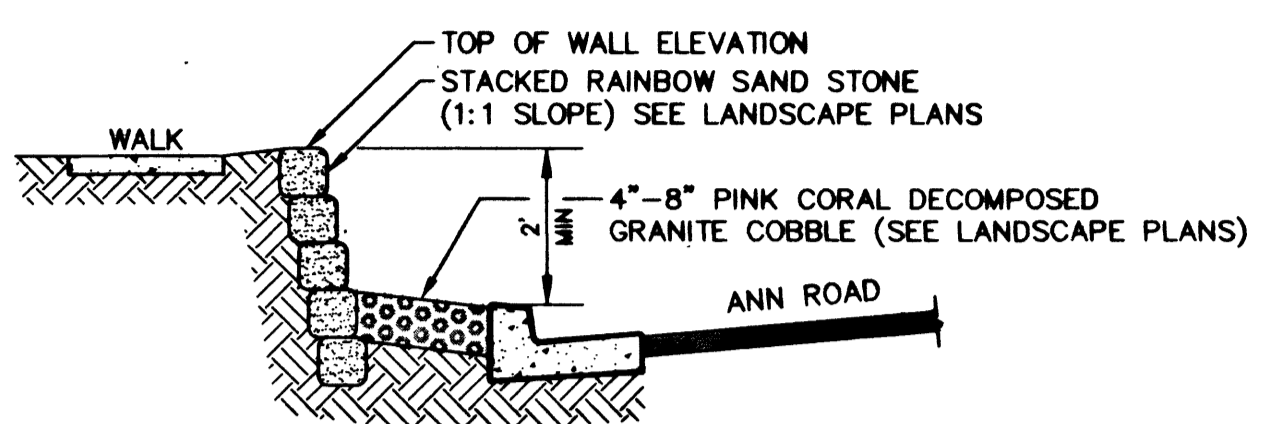 TOP OF WALL ELEVATION
STACKED RAINBOW SAND STONE
(1:1 SLOPE) SEE LANDSCAPE PLANS
WALK
4"-8" PINK CORAL DECOMPOSED
GRANITE COBBLE (SEE LANDSCAPE PLANS)
2'
MIN
ANN ROAD